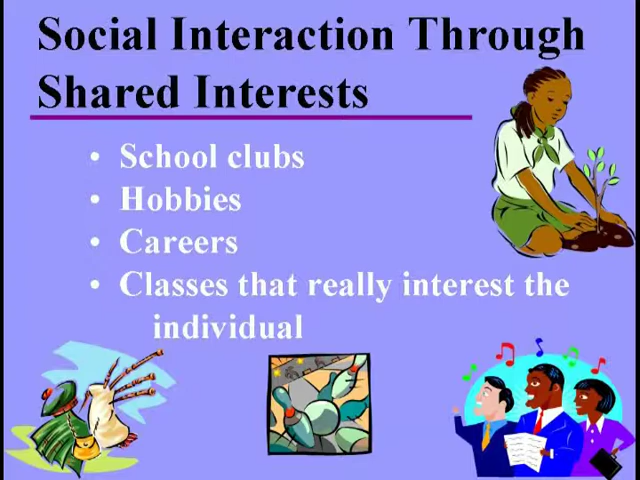 Social Interaction Through
Shared Interests
• School clubs
• Hobbies
• Careers
• Classes that really interest the
individual